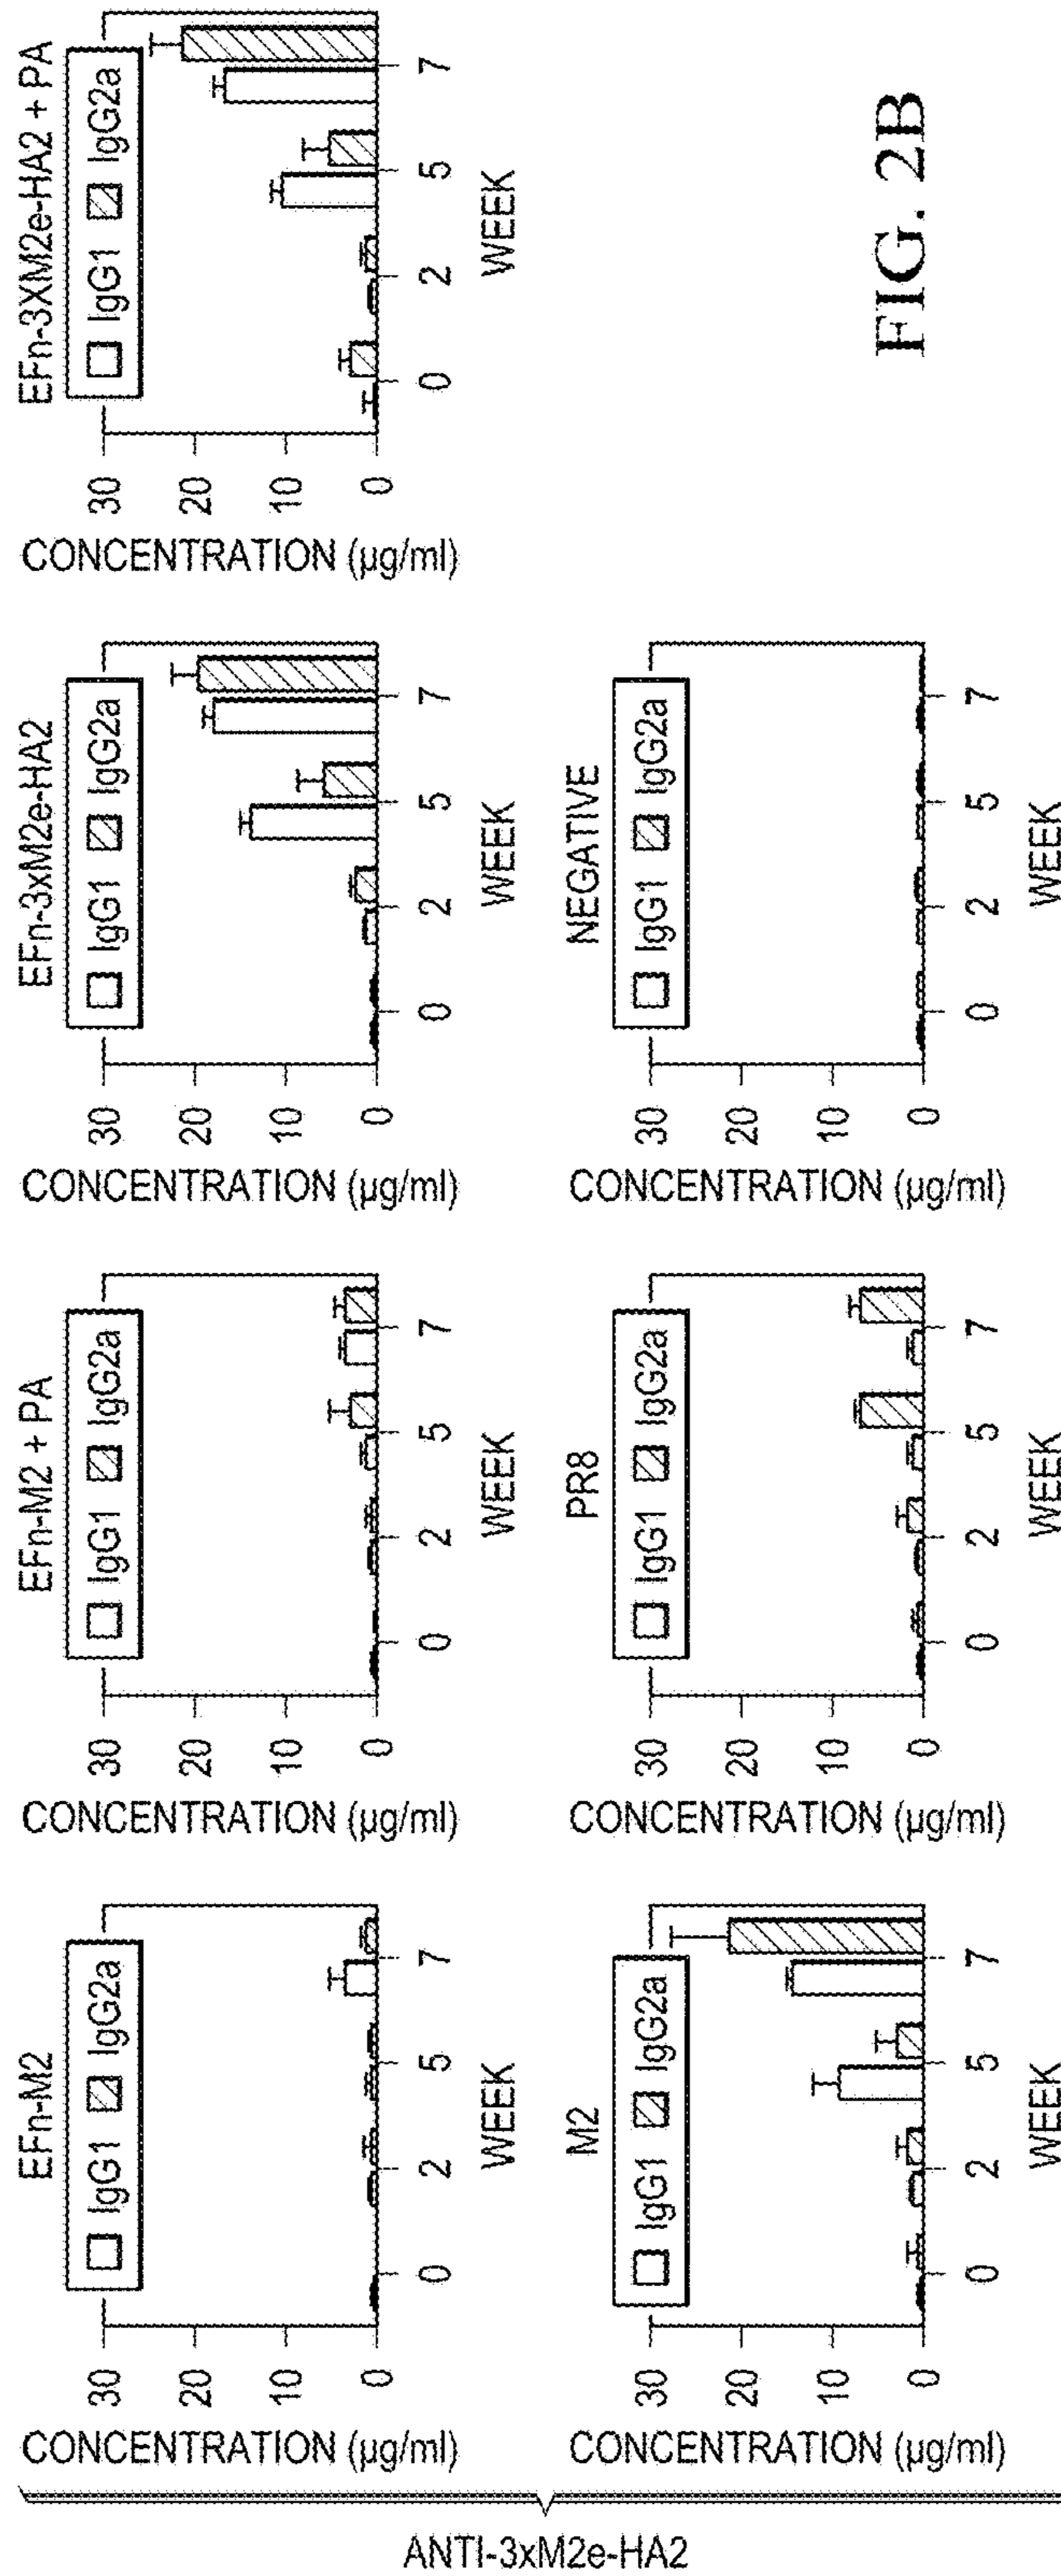 ANTI-3xM2e-HA2
EFn-M2
IgG1 IgG2a
CONCENTRATION (µg/ml)
30
20
10
0
0 2 5 7
WEEK
EFn-M2 + PA
IgG1 IgG2a
CONCENTRATION (µg/ml)
30
20
10
0
0 2 5 7
WEEK
EFn-3xM2e-HA2
IgG1 IgG2a
CONCENTRATION (µg/ml)
30
20
10
0
0 2 5 7
WEEK
EFn-3XM2e-HA2 + PA
IgG1 IgG2a
CONCENTRATION (µg/ml)
30
20
10
0
0 2 5 7
WEEK
M2
IgG1 IgG2a
CONCENTRATION (µg/ml)
30
20
10
0
0 2 5 7
WEEK
PR8
IgG1 IgG2a
CONCENTRATION (µg/ml)
30
20
10
0
0 2 5 7
WEEK
NEGATIVE
IgG1 IgG2a
CONCENTRATION (µg/ml)
30
20
10
0
0 2 5 7
WEEK
FIG. 2B